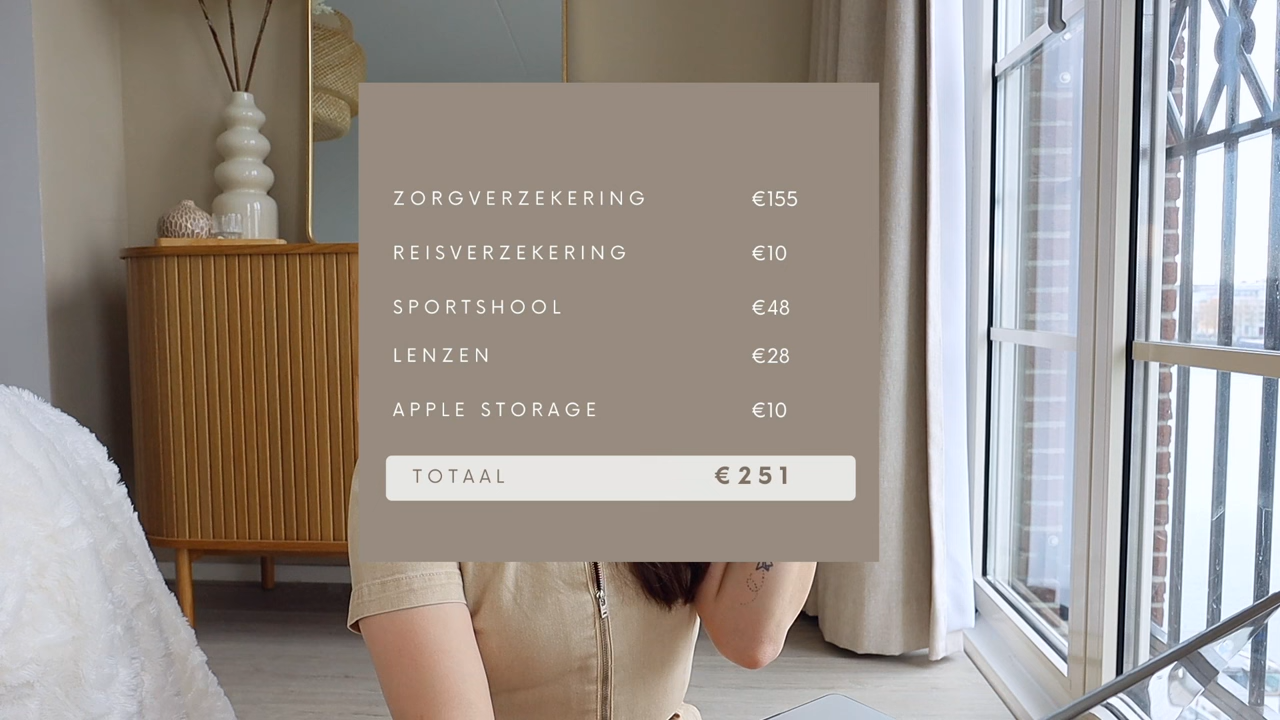 ZORGVERZEKERING €155
REISVERZEKERING €10
SPORTSHOOL €48
LENZEN €28
APPLE STORAGE €10
TOTAAL €251